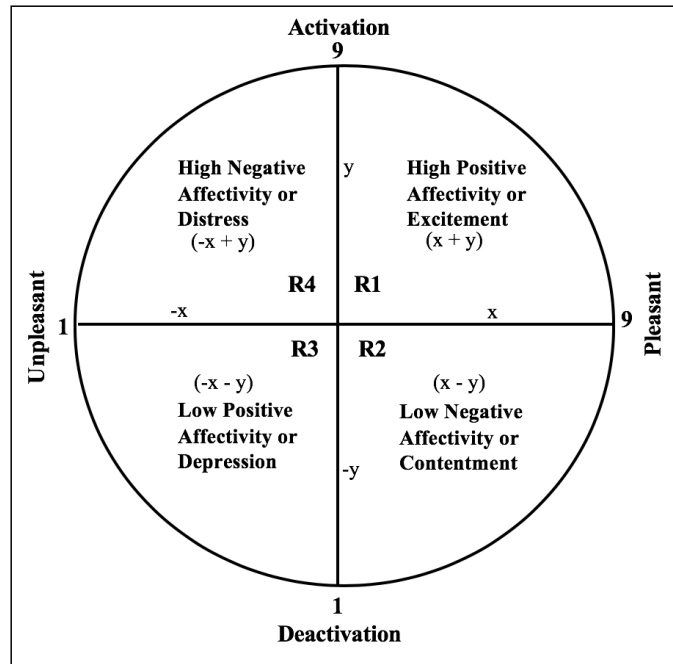 Activation
9
High Negative
Affectivity or
Distress
(-x + y)
y
High Positive
Affectivity or
Excitement
(x + y)
R4
R1
Unpleasant
1
-x
x
9
Pleasant
R3
R2
(-x - y)
Low Positive
Affectivity or
Depression
(x - y)
Low Negative
Affectivity or
Contentment
-y
1
Deactivation